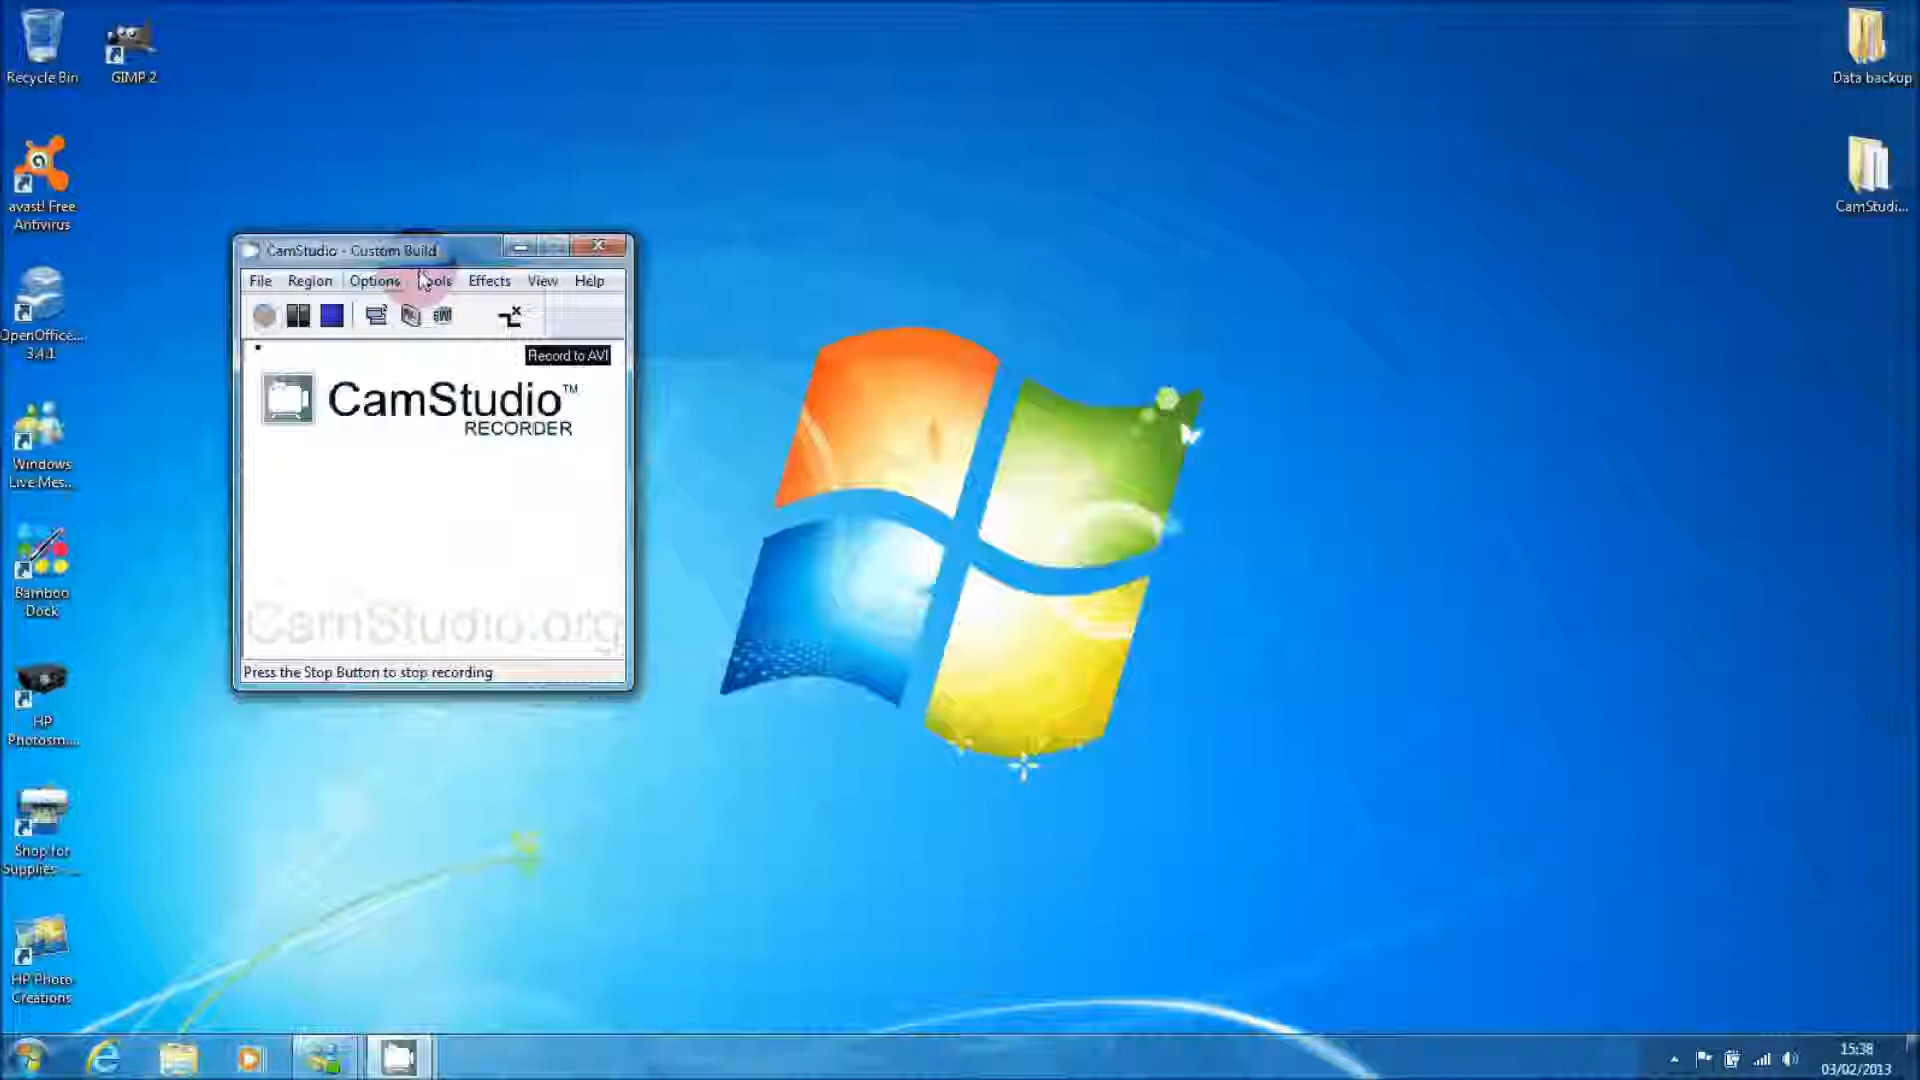 Recycle Bin
GIMP 2
avast! Free
Antivirus
OpenOffice...
3.4.1
Windows
Live Mes...
Bamboo
Dock
HP
Photosm...
Shop for
Supplies - ...
HP Photo
Creations
Data backup
CamStudi...
CamStudio - Custom Build
File Region Options Tools Effects View Help
Record to AVI
CamStudio™
RECORDER
CamStudio.org
Press the Stop Button to stop recording
15:38
03/02/2013